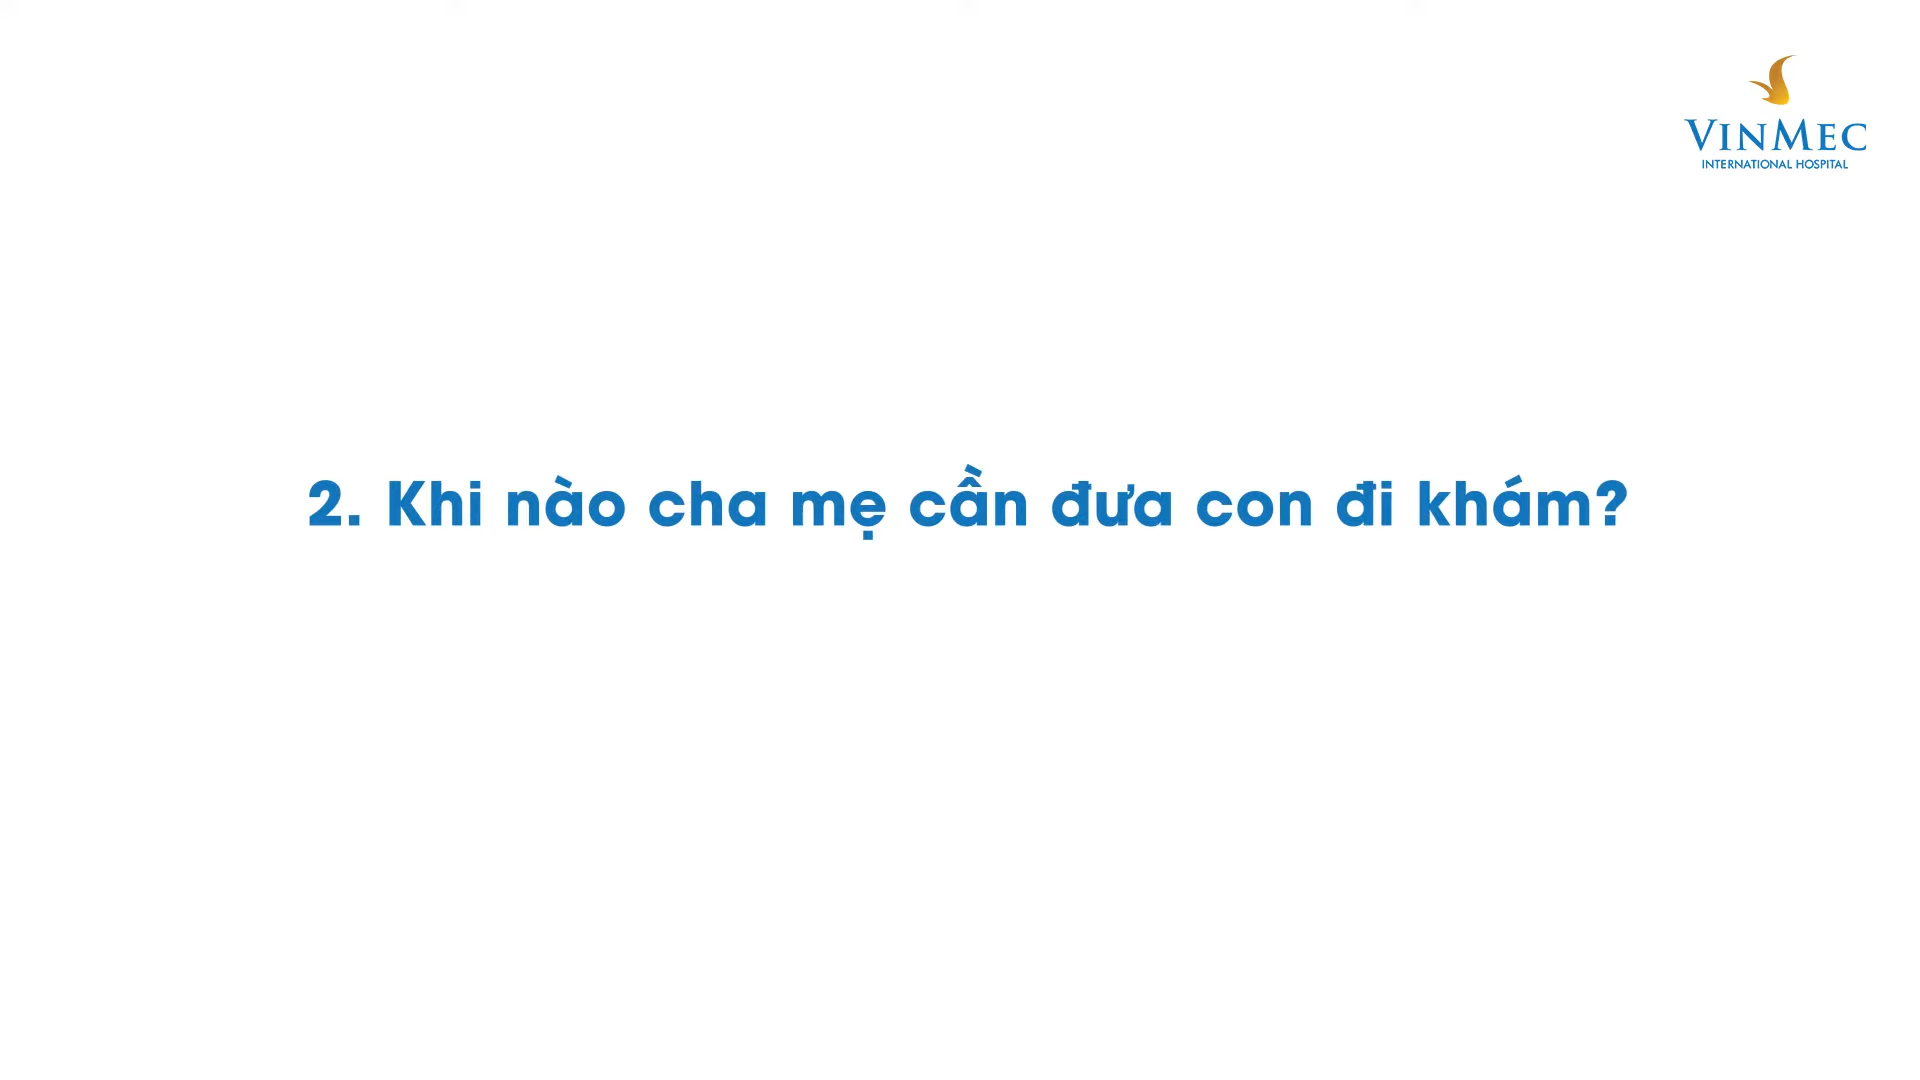 VINMEC
INTERNATIONAL HOSPITAL
2. Khi nào cha mẹ cần đưa con đi khám?